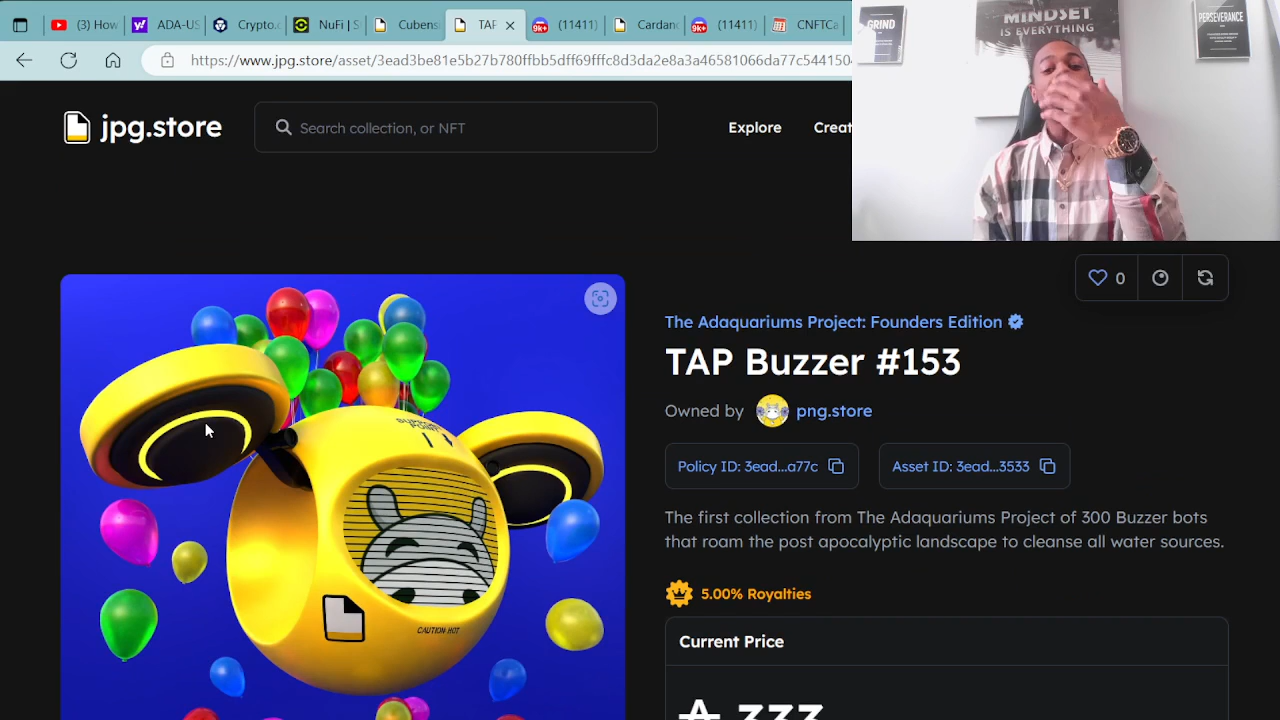 (3) How
ADA-US
Crypto.c
NuFi | S
Cubens
TAP
(11411)
Cardano
(11411)
CNFTCa
https://www.jpg.store/asset/3ead3be81e5b27b780ffbb5dff69fffc8d3da2e8a3a46581066da77c5441504
GRIND
MINDSET
IS EVERYTHING
PERSEVERANCE
jpg.store
Search collection, or NFT
Explore
Creat
0
The Adaquariums Project: Founders Edition
TAP Buzzer #153
Owned by png.store
Policy ID: 3ead...a77c
Asset ID: 3ead...3533
The first collection from The Adaquariums Project of 300 Buzzer bots
that roam the post apocalyptic landscape to cleanse all water sources.
5.00% Royalties
Current Price
₳ 333
CAUTION HOT